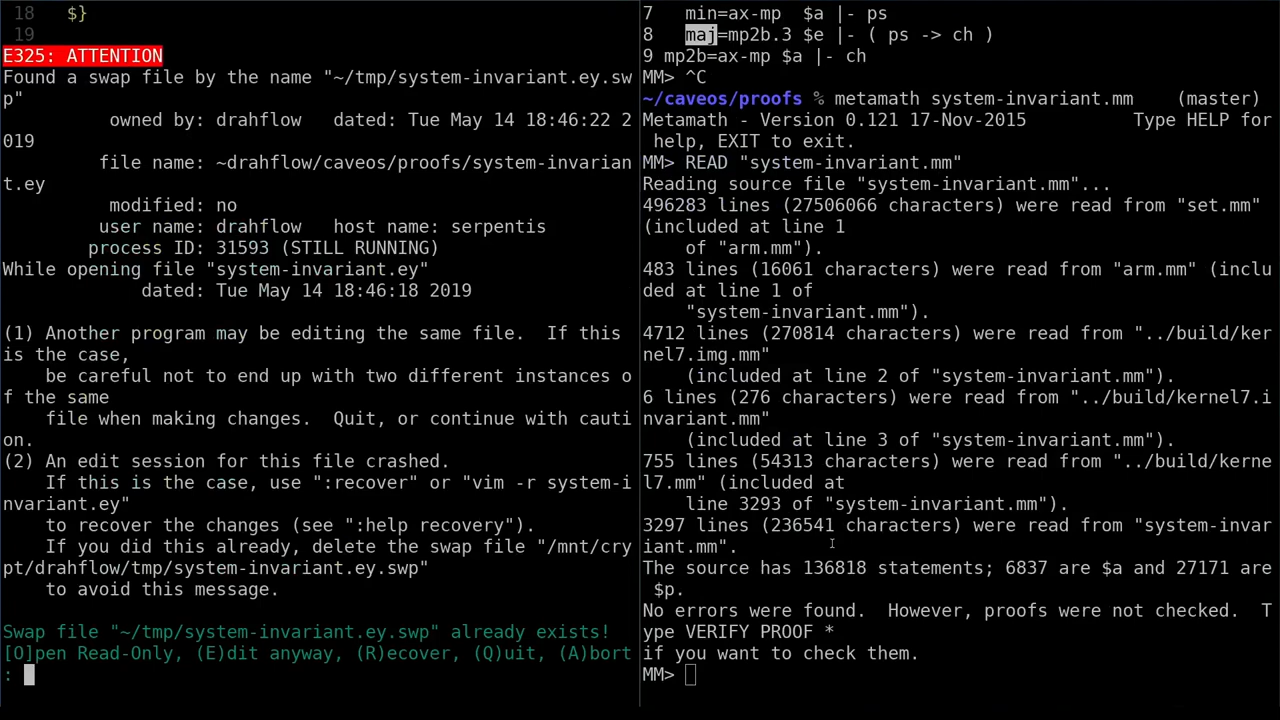 18   $}
19
E325: ATTENTION
Found a swap file by the name "~/tmp/system-invariant.ey.sw
p"
          owned by: drahflow   dated: Tue May 14 18:46:22 2
019
         file name: ~drahflow/caveos/proofs/system-invarian
t.ey
          modified: no
         user name: drahflow   host name: serpentis
        process ID: 31593 (STILL RUNNING)
While opening file "system-invariant.ey"
             dated: Tue May 14 18:46:18 2019
(1) Another program may be editing the same file.  If this
is the case,
    be careful not to end up with two different instances o
f the same
    file when making changes.  Quit, or continue with cauti
on.
(2) An edit session for this file crashed.
    If this is the case, use ":recover" or "vim -r system-i
nvariant.ey"
    to recover the changes (see ":help recovery").
    If you did this already, delete the swap file "/mnt/cry
pt/drahflow/tmp/system-invariant.ey.swp"
    to avoid this message.
Swap file "~/tmp/system-invariant.ey.swp" already exists!
[O]pen Read-Only, (E)dit anyway, (R)ecover, (Q)uit, (A)bort
:
7   min=ax-mp  $a |- ps
8   maj=mp2b.3 $e |- ( ps -> ch )
9 mp2b=ax-mp $a |- ch
MM> ^C
~/caveos/proofs % metamath system-invariant.mm    (master)
Metamath - Version 0.121 17-Nov-2015          Type HELP for
 help, EXIT to exit.
MM> READ "system-invariant.mm"
Reading source file "system-invariant.mm"...
496283 lines (27506066 characters) were read from "set.mm"
(included at line 1
    of "arm.mm").
483 lines (16061 characters) were read from "arm.mm" (inclu
ded at line 1 of
    "system-invariant.mm").
4712 lines (270814 characters) were read from "../build/ker
nel7.img.mm"
    (included at line 2 of "system-invariant.mm").
6 lines (276 characters) were read from "../build/kernel7.i
nvariant.mm"
    (included at line 3 of "system-invariant.mm").
755 lines (54313 characters) were read from "../build/kerne
l7.mm" (included at
    line 3293 of "system-invariant.mm").
3297 lines (236541 characters) were read from "system-invar
iant.mm".
The source has 136818 statements; 6837 are $a and 27171 are
 $p.
No errors were found.  However, proofs were not checked.  T
ype VERIFY PROOF *
if you want to check them.
MM>